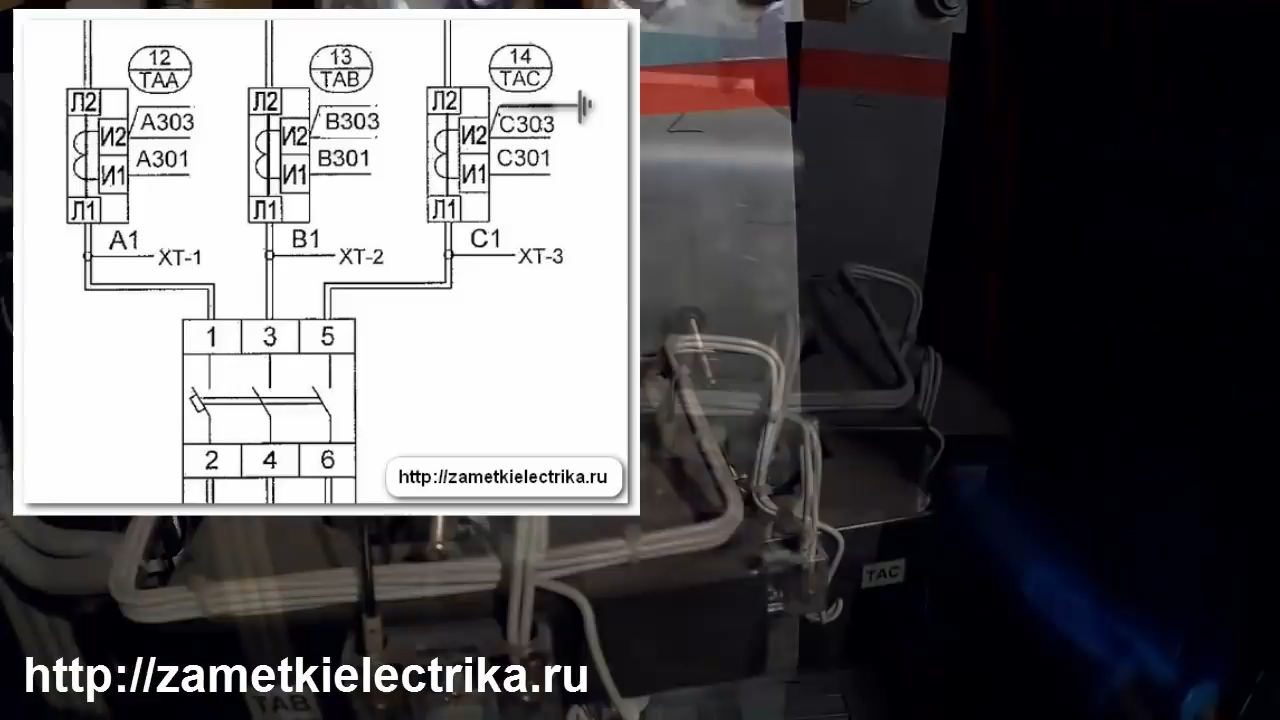 12 13 14
ТАА ТАВ ТАС
Л2 Л2 Л2
И2 А303 И2 В303 И2 С303
И1 А301 И1 В301 И1 С301
Л1 Л1 Л1
А1 В1 С1
ХТ-1 ХТ-2 ХТ-3
1 3 5
2 4 6
http://zametkielectrika.ru
ТАС
http://zametkielectrika.ru
ТАВ